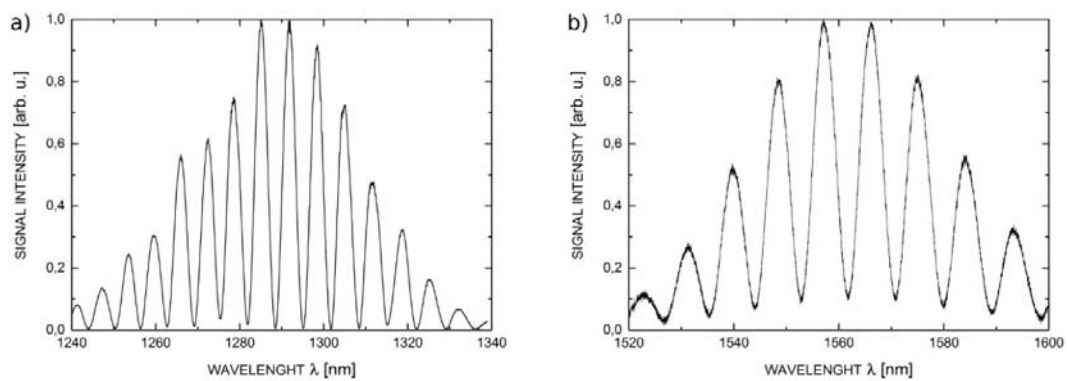 a)
SIGNAL INTENSITY [arb. u.]
1,0
0,8
0,6
0,4
0,2
0,0
1240 1260 1280 1300 1320 1340
WAVELENGHT λ [nm]
b)
SIGNAL INTENSITY [arb. u.]
1,0
0,8
0,6
0,4
0,2
0,0
1520 1540 1560 1580 1600
WAVELENGHT λ [nm]